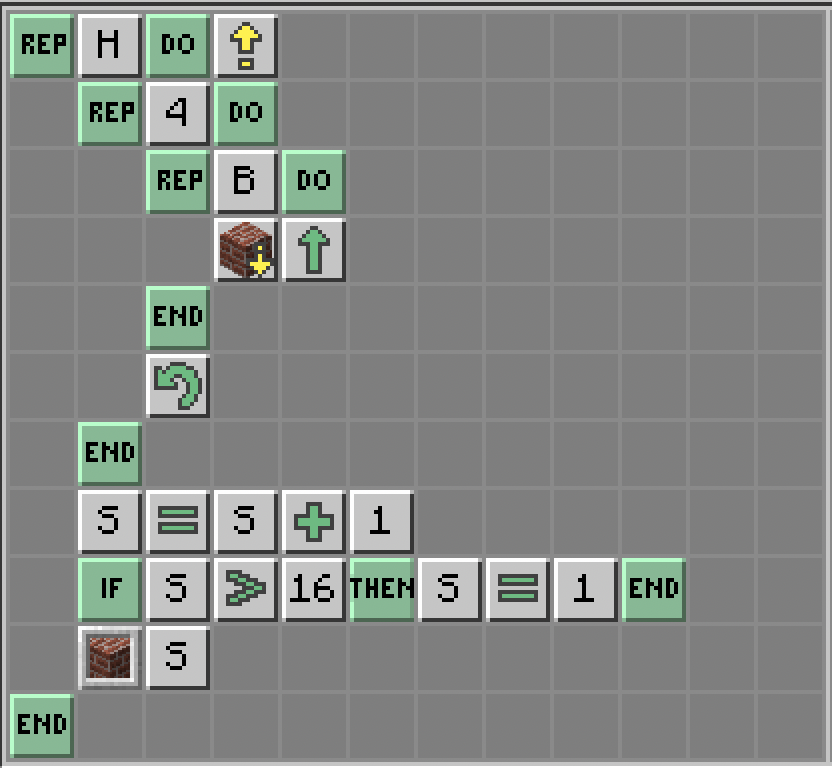 REP H DO
REP 4 DO
REP B DO
END
END
S = S + 1
IF S > 16 THEN S = 1 END
S
END